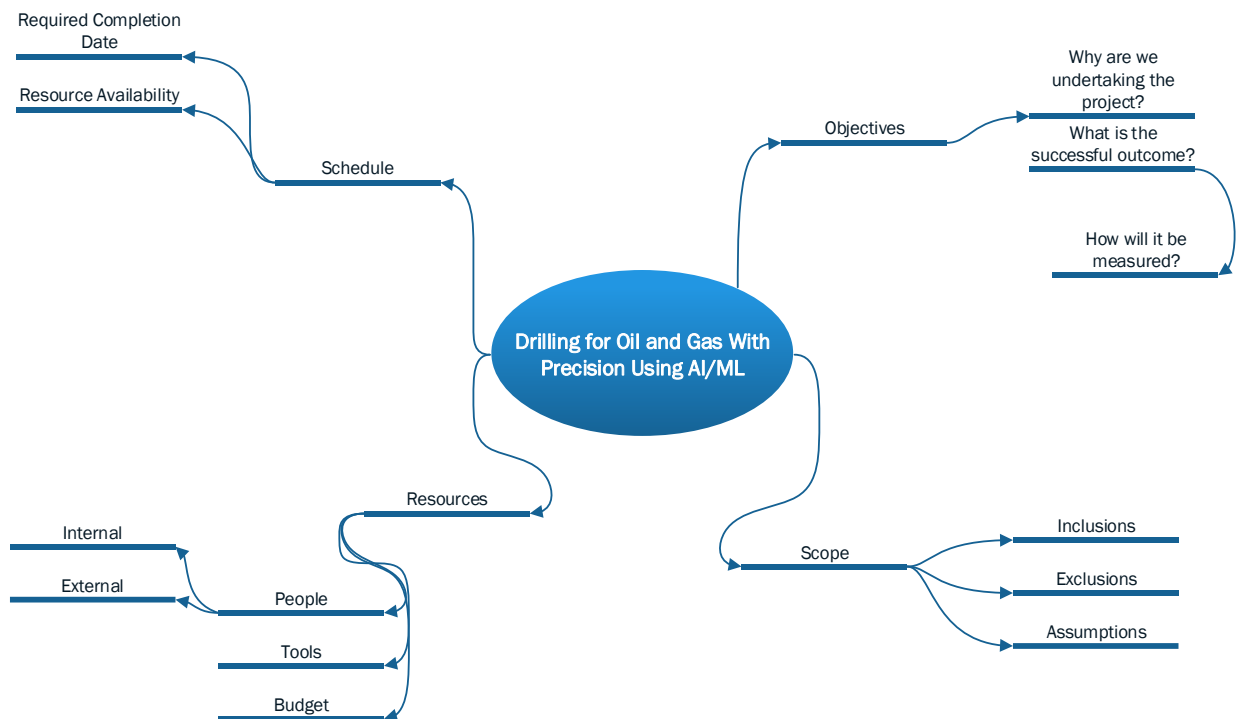 Required Completion
Date
Resource Availability
Schedule
Why are we
undertaking the
project?
Objectives
What is the
successful outcome?
How will it be
measured?
Drilling for Oil and Gas With
Precision Using AI/ML
Resources
Internal
External
People
Tools
Budget
Scope
Inclusions
Exclusions
Assumptions